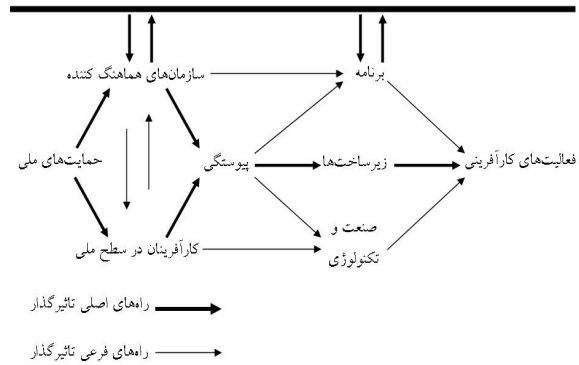 سازمان‌های هماهنگ کننده
برنامه
حمایت‌های ملی
پیوستگی
زیرساخت‌ها
فعالیت‌های کارآفرینی
کارآفرینان در سطح ملی
صنعت و
تکنولوژی
راه‌های اصلی تاثیرگذار
راه‌های فرعی تاثیرگذار